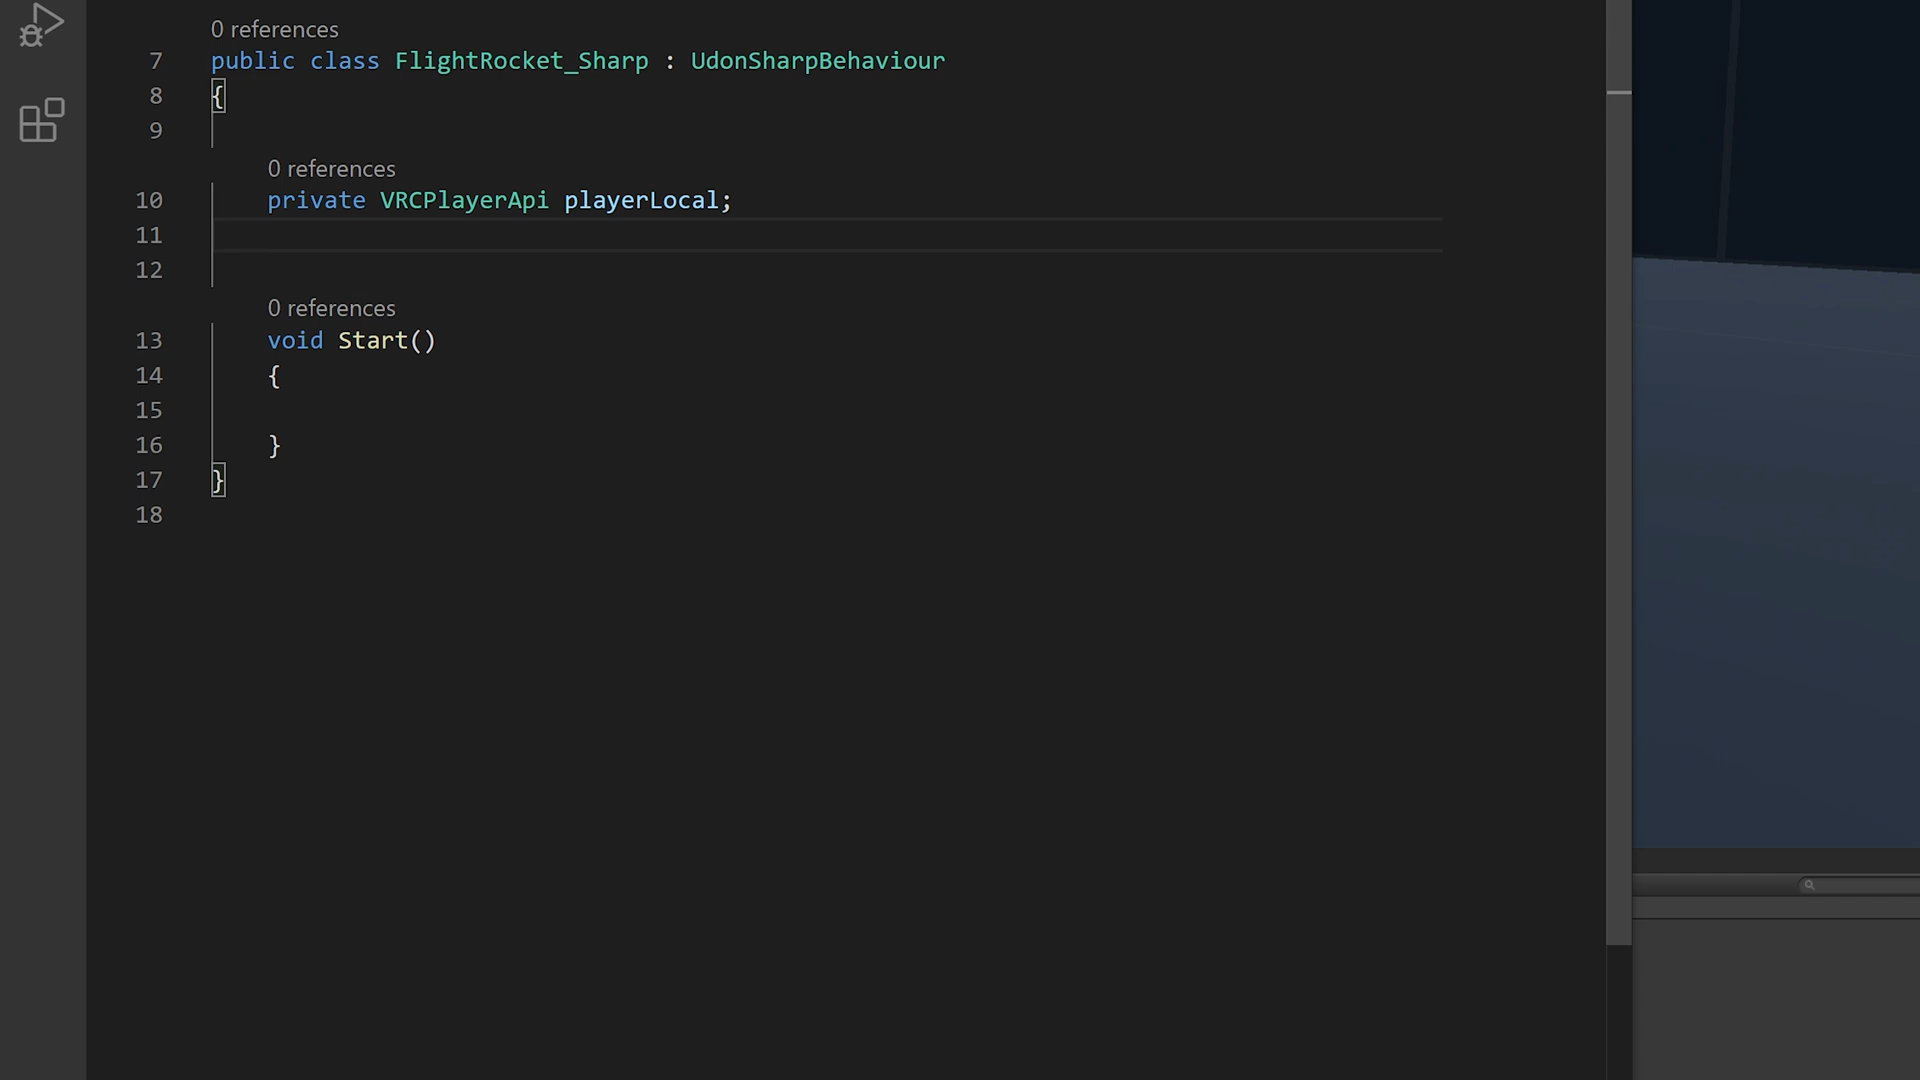 0 references
7 public class FlightRocket_Sharp : UdonSharpBehaviour
8 {
9
0 references
10 private VRCPlayerApi playerLocal;
11
12
0 references
13 void Start()
14 {
15
16 }
17 }
18